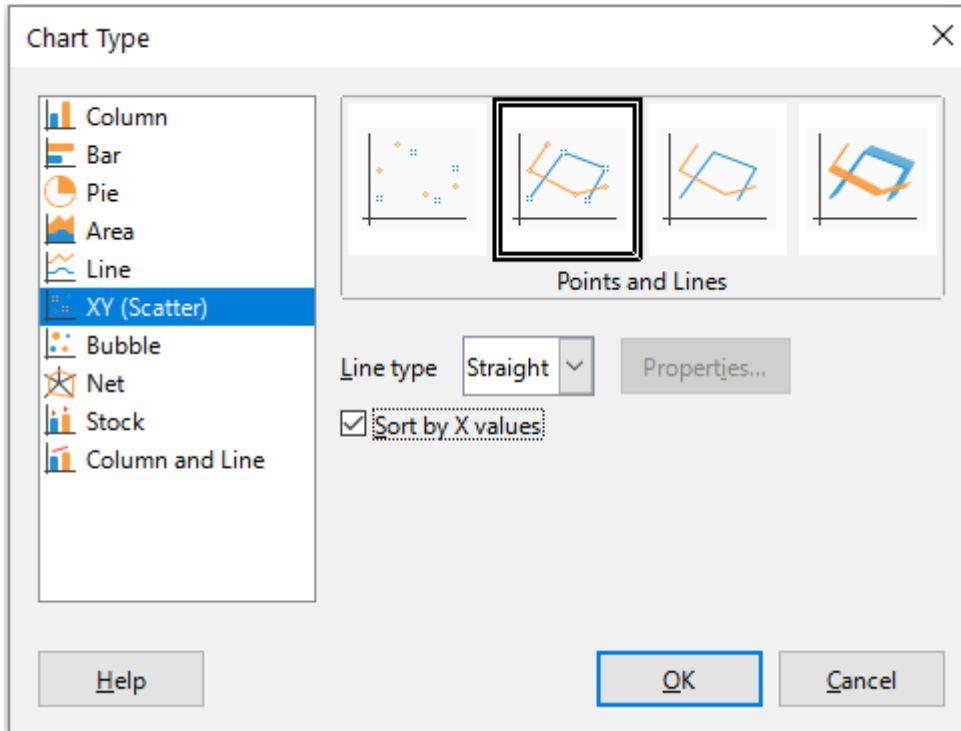 Chart Type
Column
Bar
Pie
Area
Line
XY (Scatter)
Bubble
Net
Stock
Column and Line
Points and Lines
Line type
Straight
Properties...
Sort by X values
Help
OK
Cancel